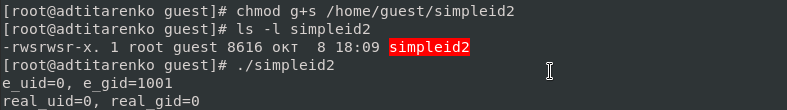 [root@adtitarenko guest]# chmod g+s /home/guest/simpleid2
[root@adtitarenko guest]# ls -l simpleid2
-rwsrwsr-x. 1 root guest 8616 окт  8 18:09 simpleid2
[root@adtitarenko guest]# ./simpleid2
e_uid=0, e_gid=1001
real_uid=0, real_gid=0